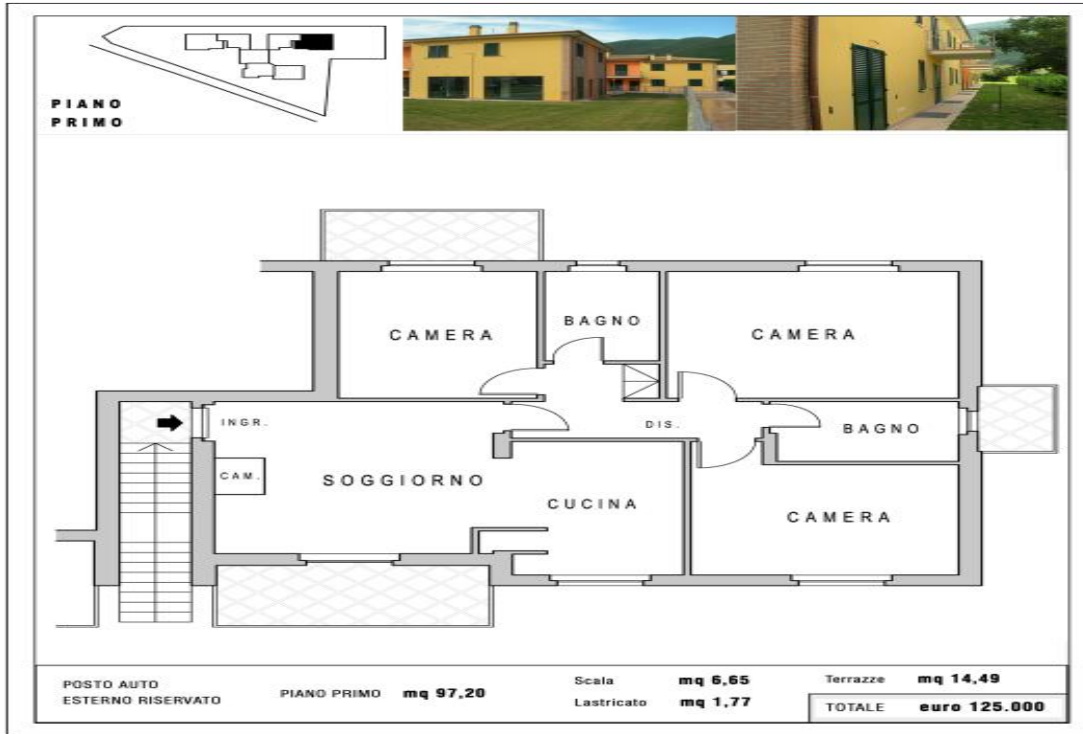 PIANO
PRIMO
CAMERA
BAGNO
CAMERA
INGR.
DIS.
BAGNO
CAM.
SOGGIORNO
CUCINA
CAMERA
POSTO AUTO
ESTERNO RISERVATO
PIANO PRIMO mq 97,20
Scala mq 6,65
Lastricato mq 1,77
Terrazze mq 14,49
TOTALE euro 125.000